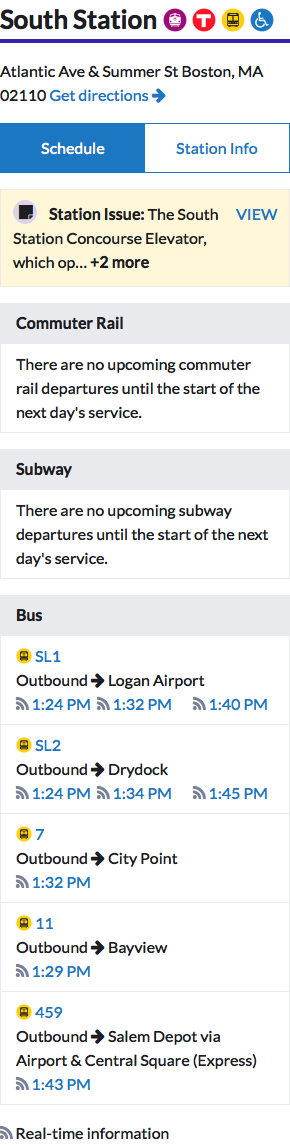 South Station T
Atlantic Ave & Summer St Boston, MA
02110 Get directions
Schedule Station Info
Station Issue: The South VIEW
Station Concourse Elevator,
which op... +2 more
Commuter Rail
There are no upcoming commuter
rail departures until the start of the
next day's service.
Subway
There are no upcoming subway
departures until the start of the next
day's service.
Bus
SL1
Outbound → Logan Airport
1:24 PM 1:32 PM 1:40 PM
SL2
Outbound → Drydock
1:24 PM 1:34 PM 1:45 PM
7
Outbound → City Point
1:32 PM
11
Outbound → Bayview
1:29 PM
459
Outbound → Salem Depot via
Airport & Central Square (Express)
1:43 PM
Real-time information